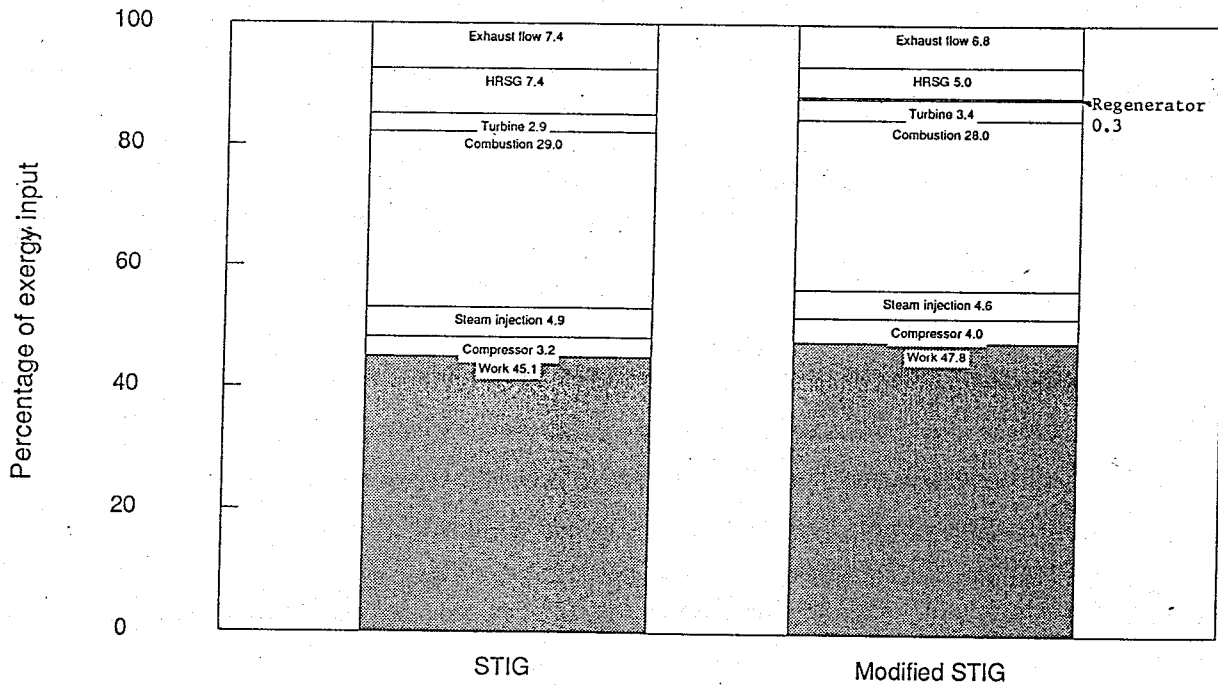 Percentage of exergy input
100
80
60
40
20
0
Exhaust flow 7.4
HRSG 7.4
Turbine 2.9
Combustion 29.0
Steam injection 4.9
Compressor 3.2
Work 45.1
STIG
Exhaust flow 6.8
HRSG 5.0
Regenerator
0.3
Turbine 3.4
Combustion 28.0
Steam injection 4.6
Compressor 4.0
Work 47.8
Modified STIG